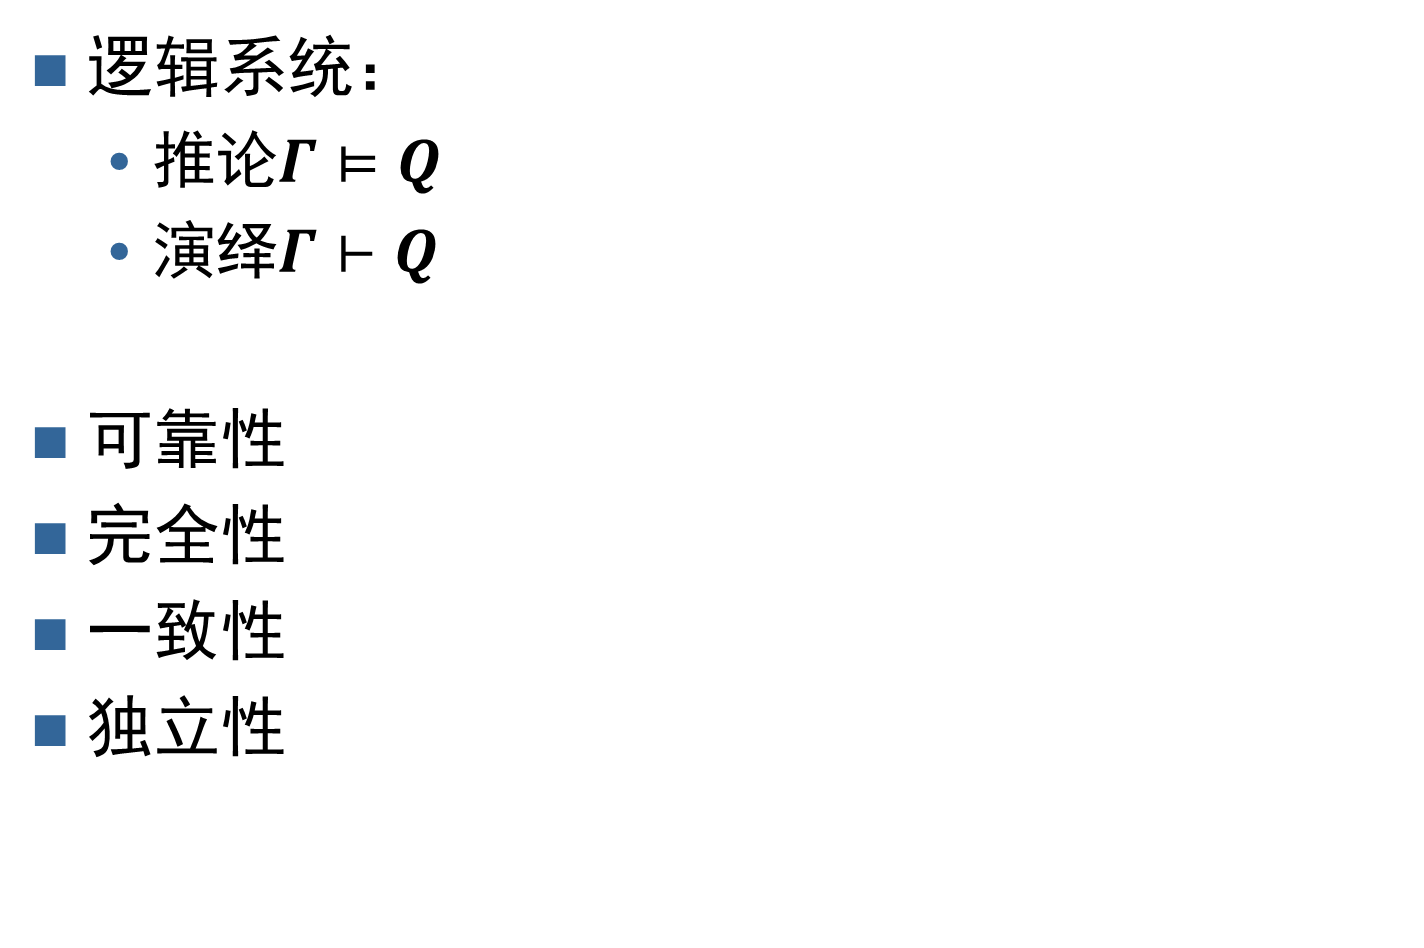 ■ 逻辑系统：
• 推论Γ ⊨ Q
• 演绎Γ ⊢ Q
■ 可靠性
■ 完全性
■ 一致性
■ 独立性